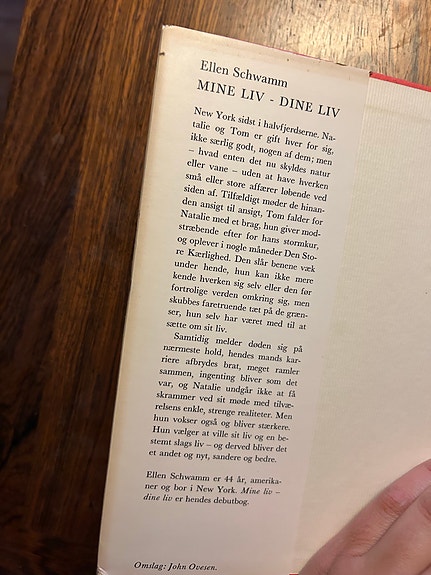 Ellen Schwamm
MINE LIV - DINE LIV
New York sidst i halvfjerdserne. Na-
talie og Tom er gift hver for sig,
ikke særlig godt, nogen af dem; men
– hvad enten det nu skyldes natur
eller vane – uden at have hverken
små eller store affærer løbende ved
siden af. Tilfældigt møder de hinan-
den ansigt til ansigt, Tom falder for
Natalie med et brag, hun giver mod-
stræbende efter for hans stormkur,
og oplever i nogle måneder Den Sto-
re Kærlighed. Den slår benene væk
under hende, hun kan ikke mere
kende hverken sig selv eller den før
fortrolige verden omkring sig, men
skubbes faretruende tæt på de græn-
ser, hun selv har været med til at
sætte om sit liv.
Samtidig melder døden sig på
nærmeste hold, hendes mands kar-
riere afbrydes brat, meget ramler
sammen, ingenting bliver som det
var, og Natalie undgår ikke at få
skrammer ved sit møde med tilvæ-
relsens enkle, strenge realiteter. Men
hun vokser også og bliver stærkere.
Hun vælger at ville sit liv og en be-
stemt slags liv – og derved bliver det
et andet og nyt, sandere og bedre.
Ellen Schwamm er 44 år, amerika-
ner og bor i New York. Mine liv –
dine liv er hendes debutbog.
Omslag: John Ovesen.